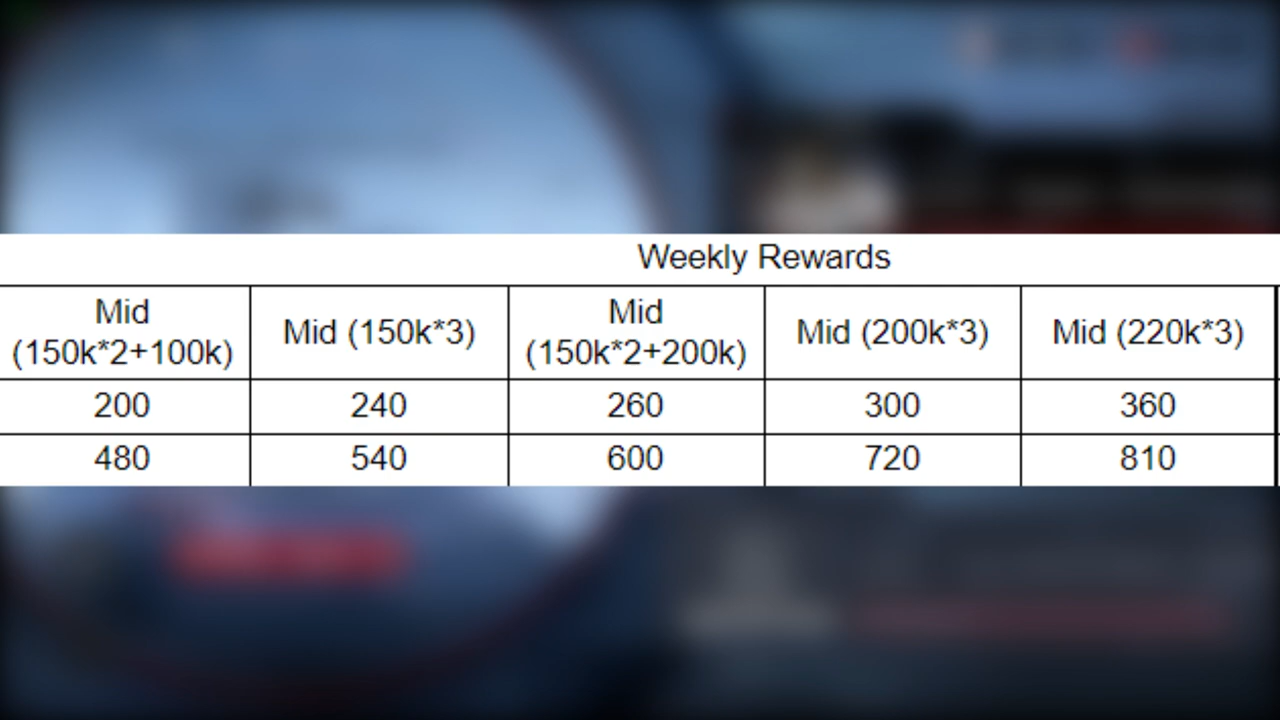 Weekly Rewards
Mid
(150k*2+100k)
Mid (150k*3)
Mid
(150k*2+200k)
Mid (200k*3)
Mid (220k*3)
200
240
260
300
360
480
540
600
720
810